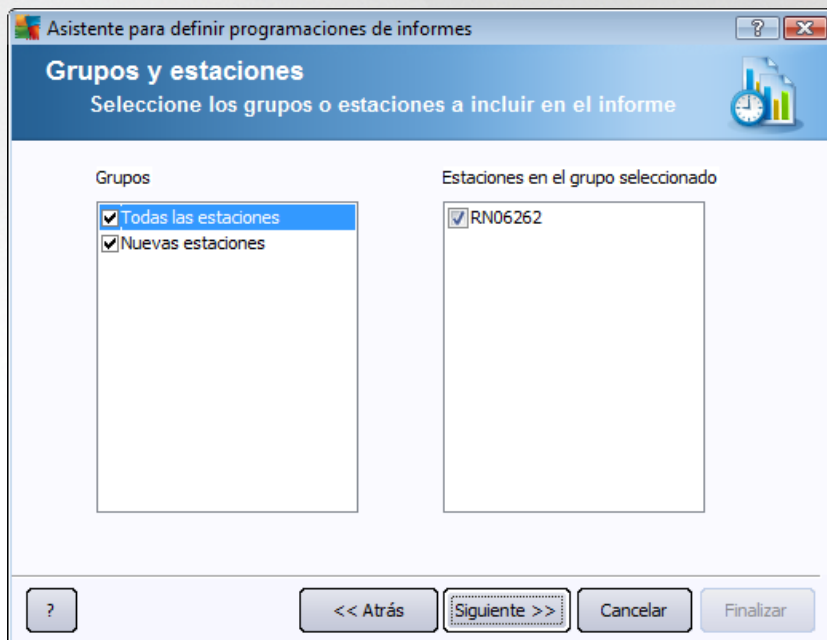 Asistente para definir programaciones de informes
Grupos y estaciones
Seleccione los grupos o estaciones a incluir en el informe
Grupos
Estaciones en el grupo seleccionado
Todas las estaciones
RN06262
Nuevas estaciones
?
<< Atrás
Siguiente >>
Cancelar
Finalizar